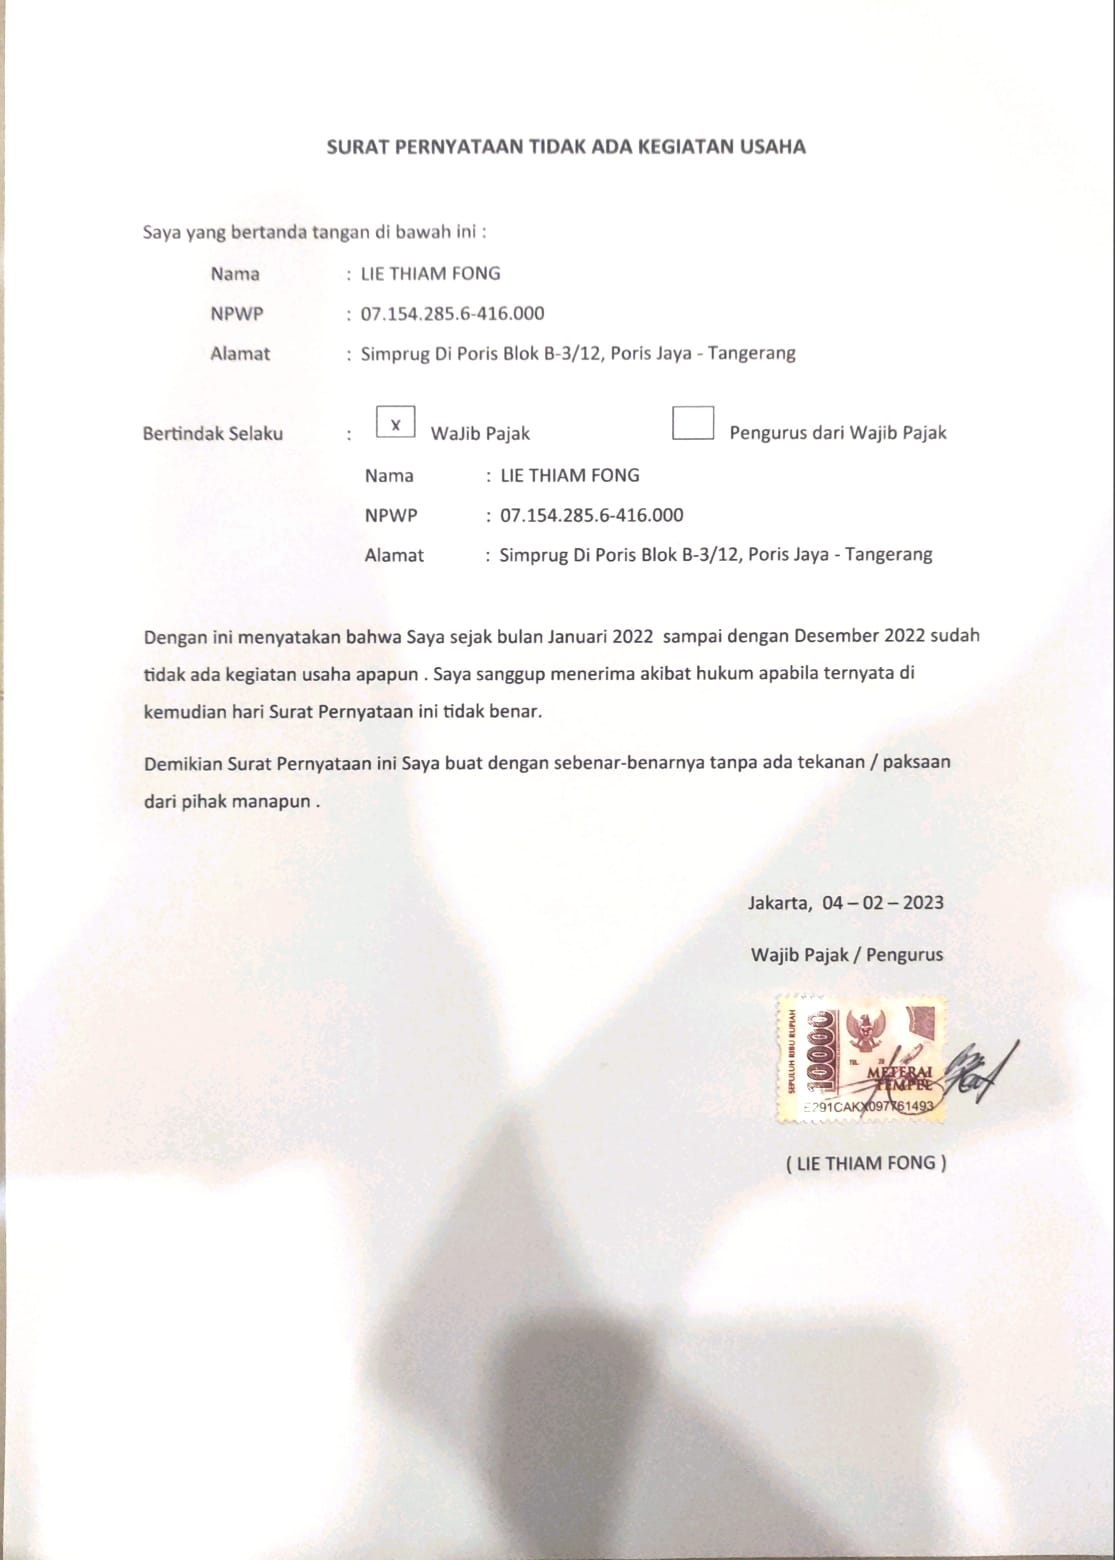 SURAT PERNYATAAN TIDAK ADA KEGIATAN USAHA
Saya yang bertanda tangan di bawah ini :
Nama : LIE THIAM FONG
NPWP : 07.154.285.6-416.000
Alamat : Simprug Di Poris Blok B-3/12, Poris Jaya - Tangerang
Bertindak Selaku : x WaJib Pajak Pengurus dari Wajib Pajak
Nama : LIE THIAM FONG
NPWP : 07.154.285.6-416.000
Alamat : Simprug Di Poris Blok B-3/12, Poris Jaya - Tangerang
Dengan ini menyatakan bahwa Saya sejak bulan Januari 2022 sampai dengan Desember 2022 sudah
tidak ada kegiatan usaha apapun . Saya sanggup menerima akibat hukum apabila ternyata di
kemudian hari Surat Pernyataan ini tidak benar.
Demikian Surat Pernyataan ini Saya buat dengan sebenar-benarnya tanpa ada tekanan / paksaan
dari pihak manapun .
Jakarta, 04 – 02 – 2023
Wajib Pajak / Pengurus
SEPULUH RIBU RUPIAH
10000
TGL. 20
METERAI
TEMPEL
E291CAKX097761493
( LIE THIAM FONG )